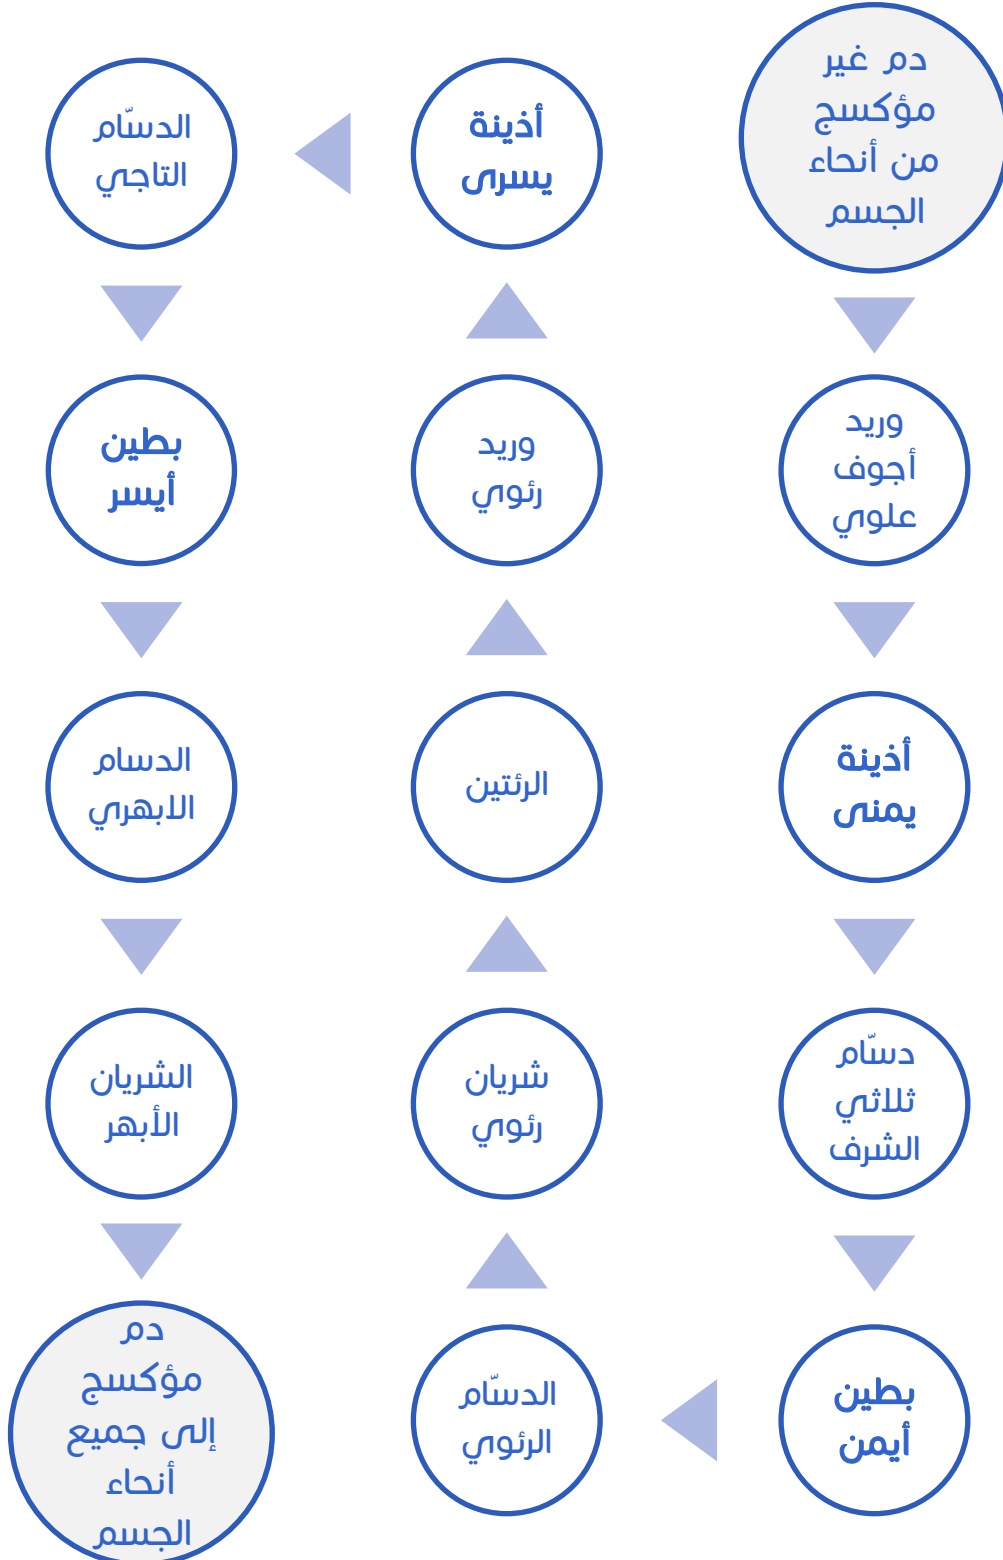 دم غير
مؤكسج
من أنحاء
الجسم
وريد
أجوف
علوي
أذينة
يمنى
دسّام
ثلاثي
الشرف
بطين
أيمن
الدسّام
الرئوي
شريان
رئوي
الرئتين
وريد
رئوي
أذينة
يسرى
الدسّام
التاجي
بطين
أيسر
الدسام
الابهري
الشريان
الأبهر
دم
مؤكسج
إلى جميع
أنحاء
الجسم